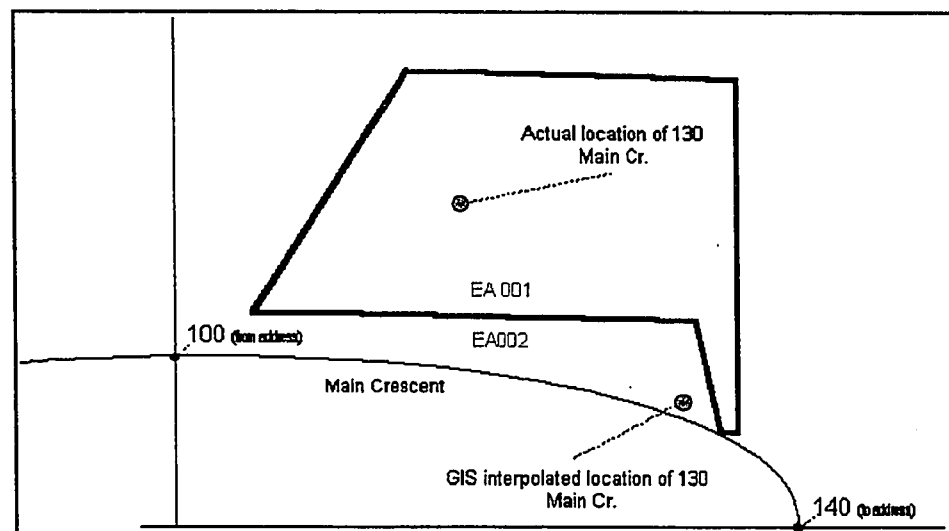 Actual location of 130
Main Cr.
EA 001
EA002
100 (from address)
Main Crescent
GIS interpolated location of 130
Main Cr.
140 (to address)